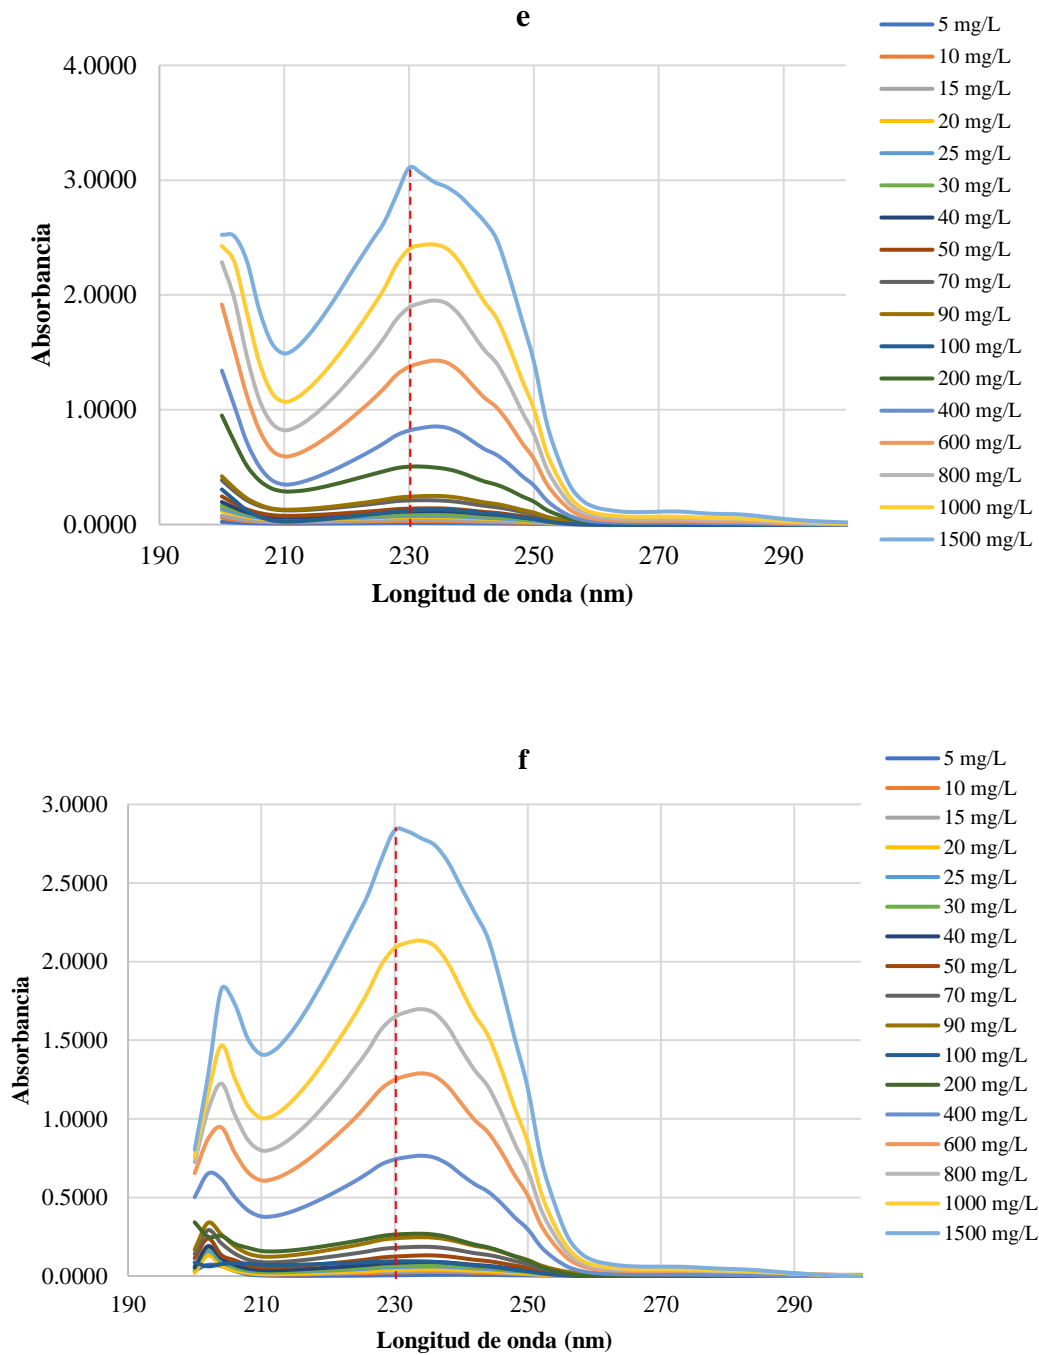 e
4.0000
3.0000
2.0000
1.0000
0.0000
190
210
230
250
270
290
Absorbancia
Longitud de onda (nm)
5 mg/L
10 mg/L
15 mg/L
20 mg/L
25 mg/L
30 mg/L
40 mg/L
50 mg/L
70 mg/L
90 mg/L
100 mg/L
200 mg/L
400 mg/L
600 mg/L
800 mg/L
1000 mg/L
1500 mg/L
f
3.0000
2.5000
2.0000
1.5000
1.0000
0.5000
0.0000
190
210
230
250
270
290
Absorbancia
Longitud de onda (nm)
5 mg/L
10 mg/L
15 mg/L
20 mg/L
25 mg/L
30 mg/L
40 mg/L
50 mg/L
70 mg/L
90 mg/L
100 mg/L
200 mg/L
400 mg/L
600 mg/L
800 mg/L
1000 mg/L
1500 mg/L